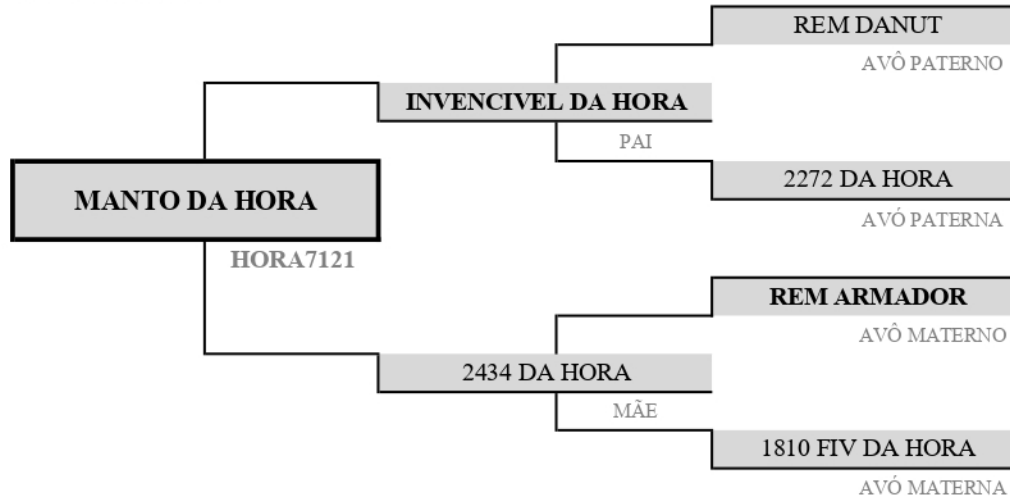 REM DANUT
AVÔ PATERNO
INVENCIVEL DA HORA
PAI
2272 DA HORA
AVÓ PATERNA
MANTO DA HORA
HORA7121
REM ARMADOR
AVÔ MATERNO
2434 DA HORA
MÃE
1810 FIV DA HORA
AVÓ MATERNA